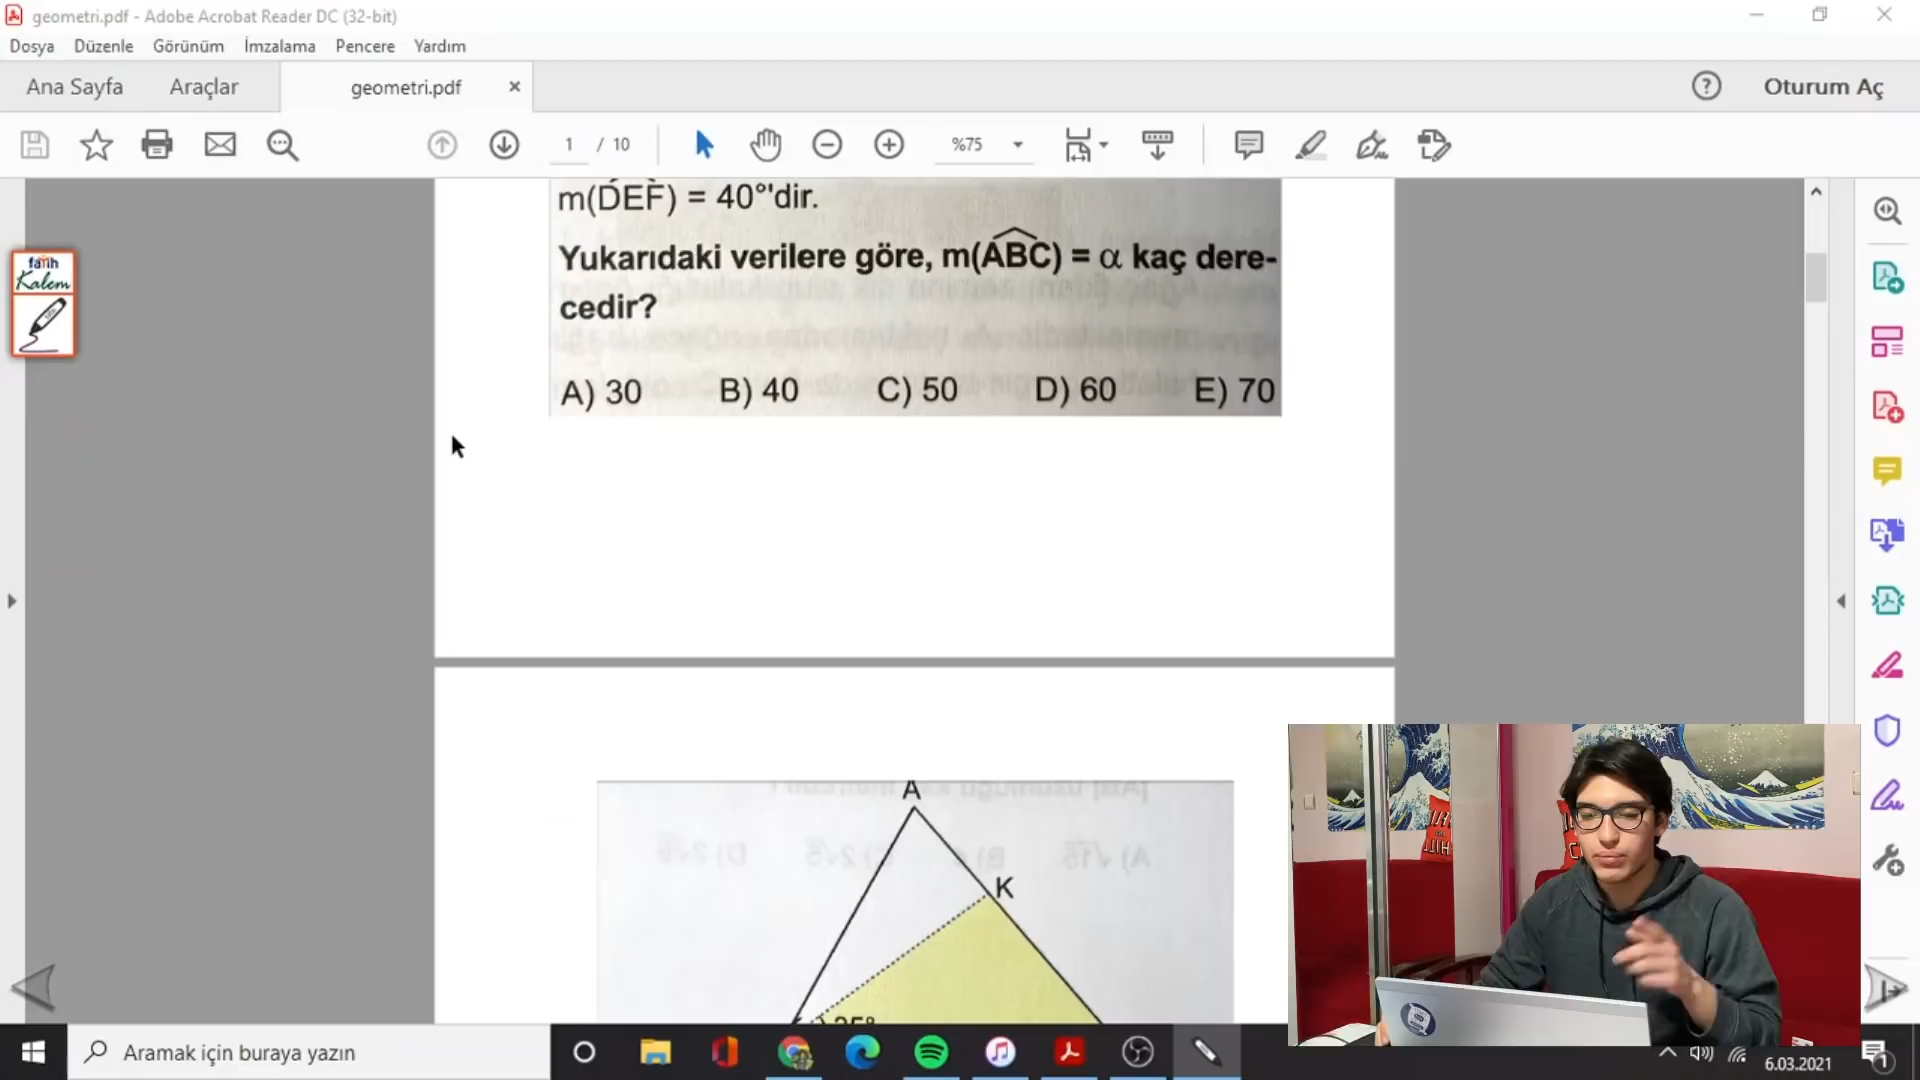 geometri.pdf - Adobe Acrobat Reader DC (32-bit)
Dosya Düzenle Görünüm İmzalama Pencere Yardım
Ana Sayfa Araçlar geometri.pdf × Oturum Aç
1 / 10 %75
m(DEF) = 40°'dir.
Yukarıdaki verilere göre, m(ABC) = α kaç dere-
cedir?
A) 30 B) 40 C) 50 D) 60 E) 70
fatih
Kalem
A
K
25°
Aramak için buraya yazın
6.03.2021
1